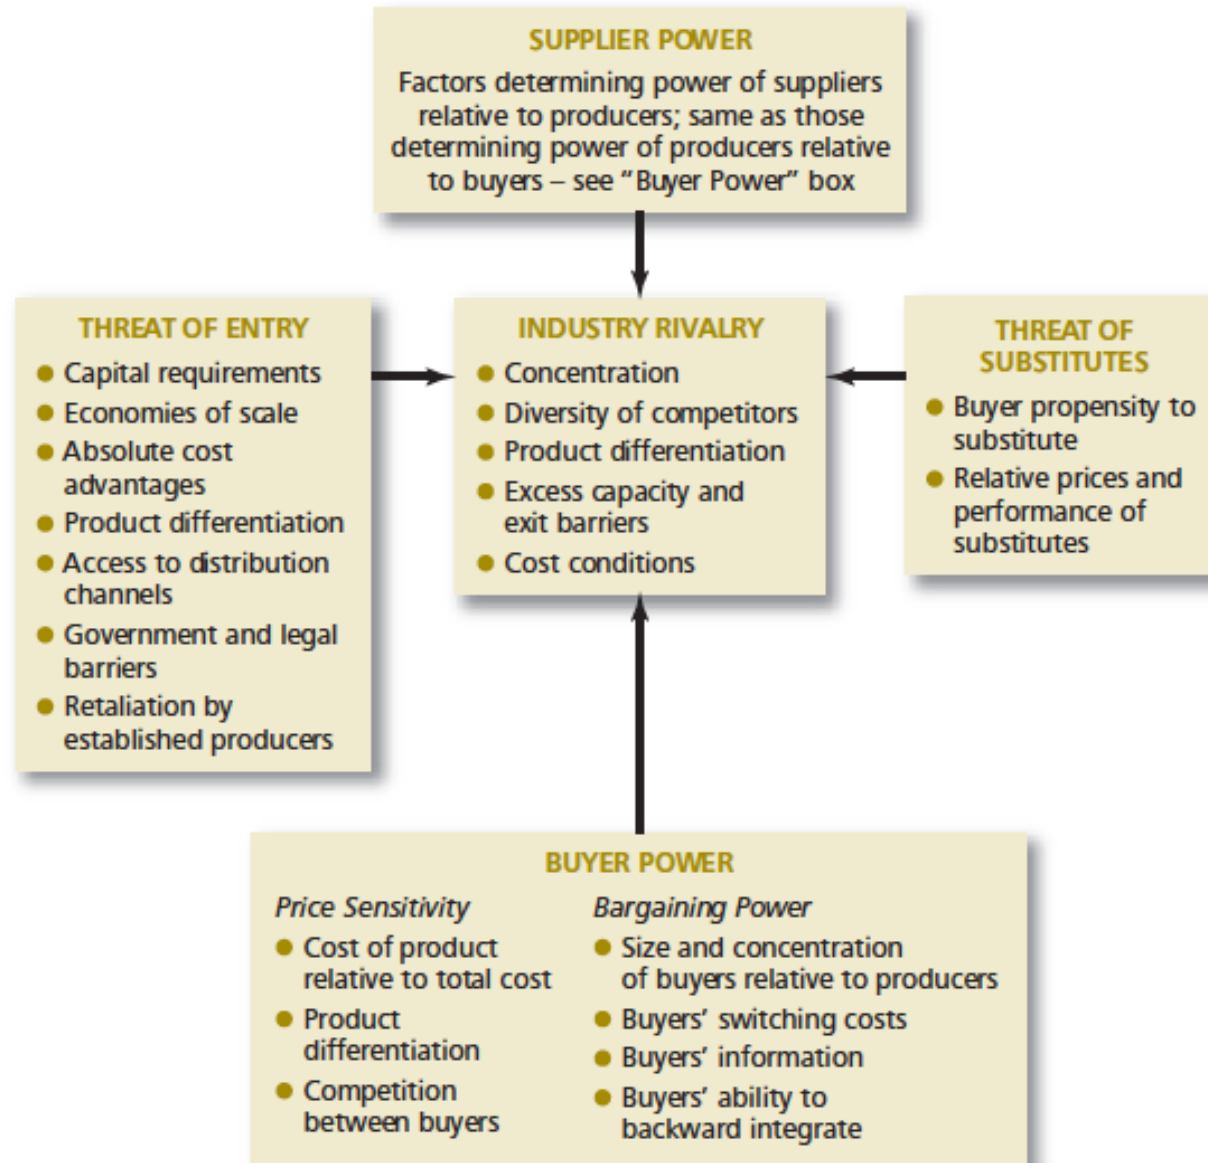 SUPPLIER POWER
Factors determining power of suppliers
relative to producers; same as those
determining power of producers relative
to buyers – see “Buyer Power” box
THREAT OF ENTRY
Capital requirements
Economies of scale
Absolute cost
advantages
Product differentiation
Access to distribution
channels
Government and legal
barriers
Retaliation by
established producers
INDUSTRY RIVALRY
Concentration
Diversity of competitors
Product differentiation
Excess capacity and
exit barriers
Cost conditions
THREAT OF
SUBSTITUTES
Buyer propensity to
substitute
Relative prices and
performance of
substitutes
BUYER POWER
Price Sensitivity
Cost of product
relative to total cost
Product
differentiation
Competition
between buyers
Bargaining Power
Size and concentration
of buyers relative to producers
Buyers’ switching costs
Buyers’ information
Buyers’ ability to
backward integrate